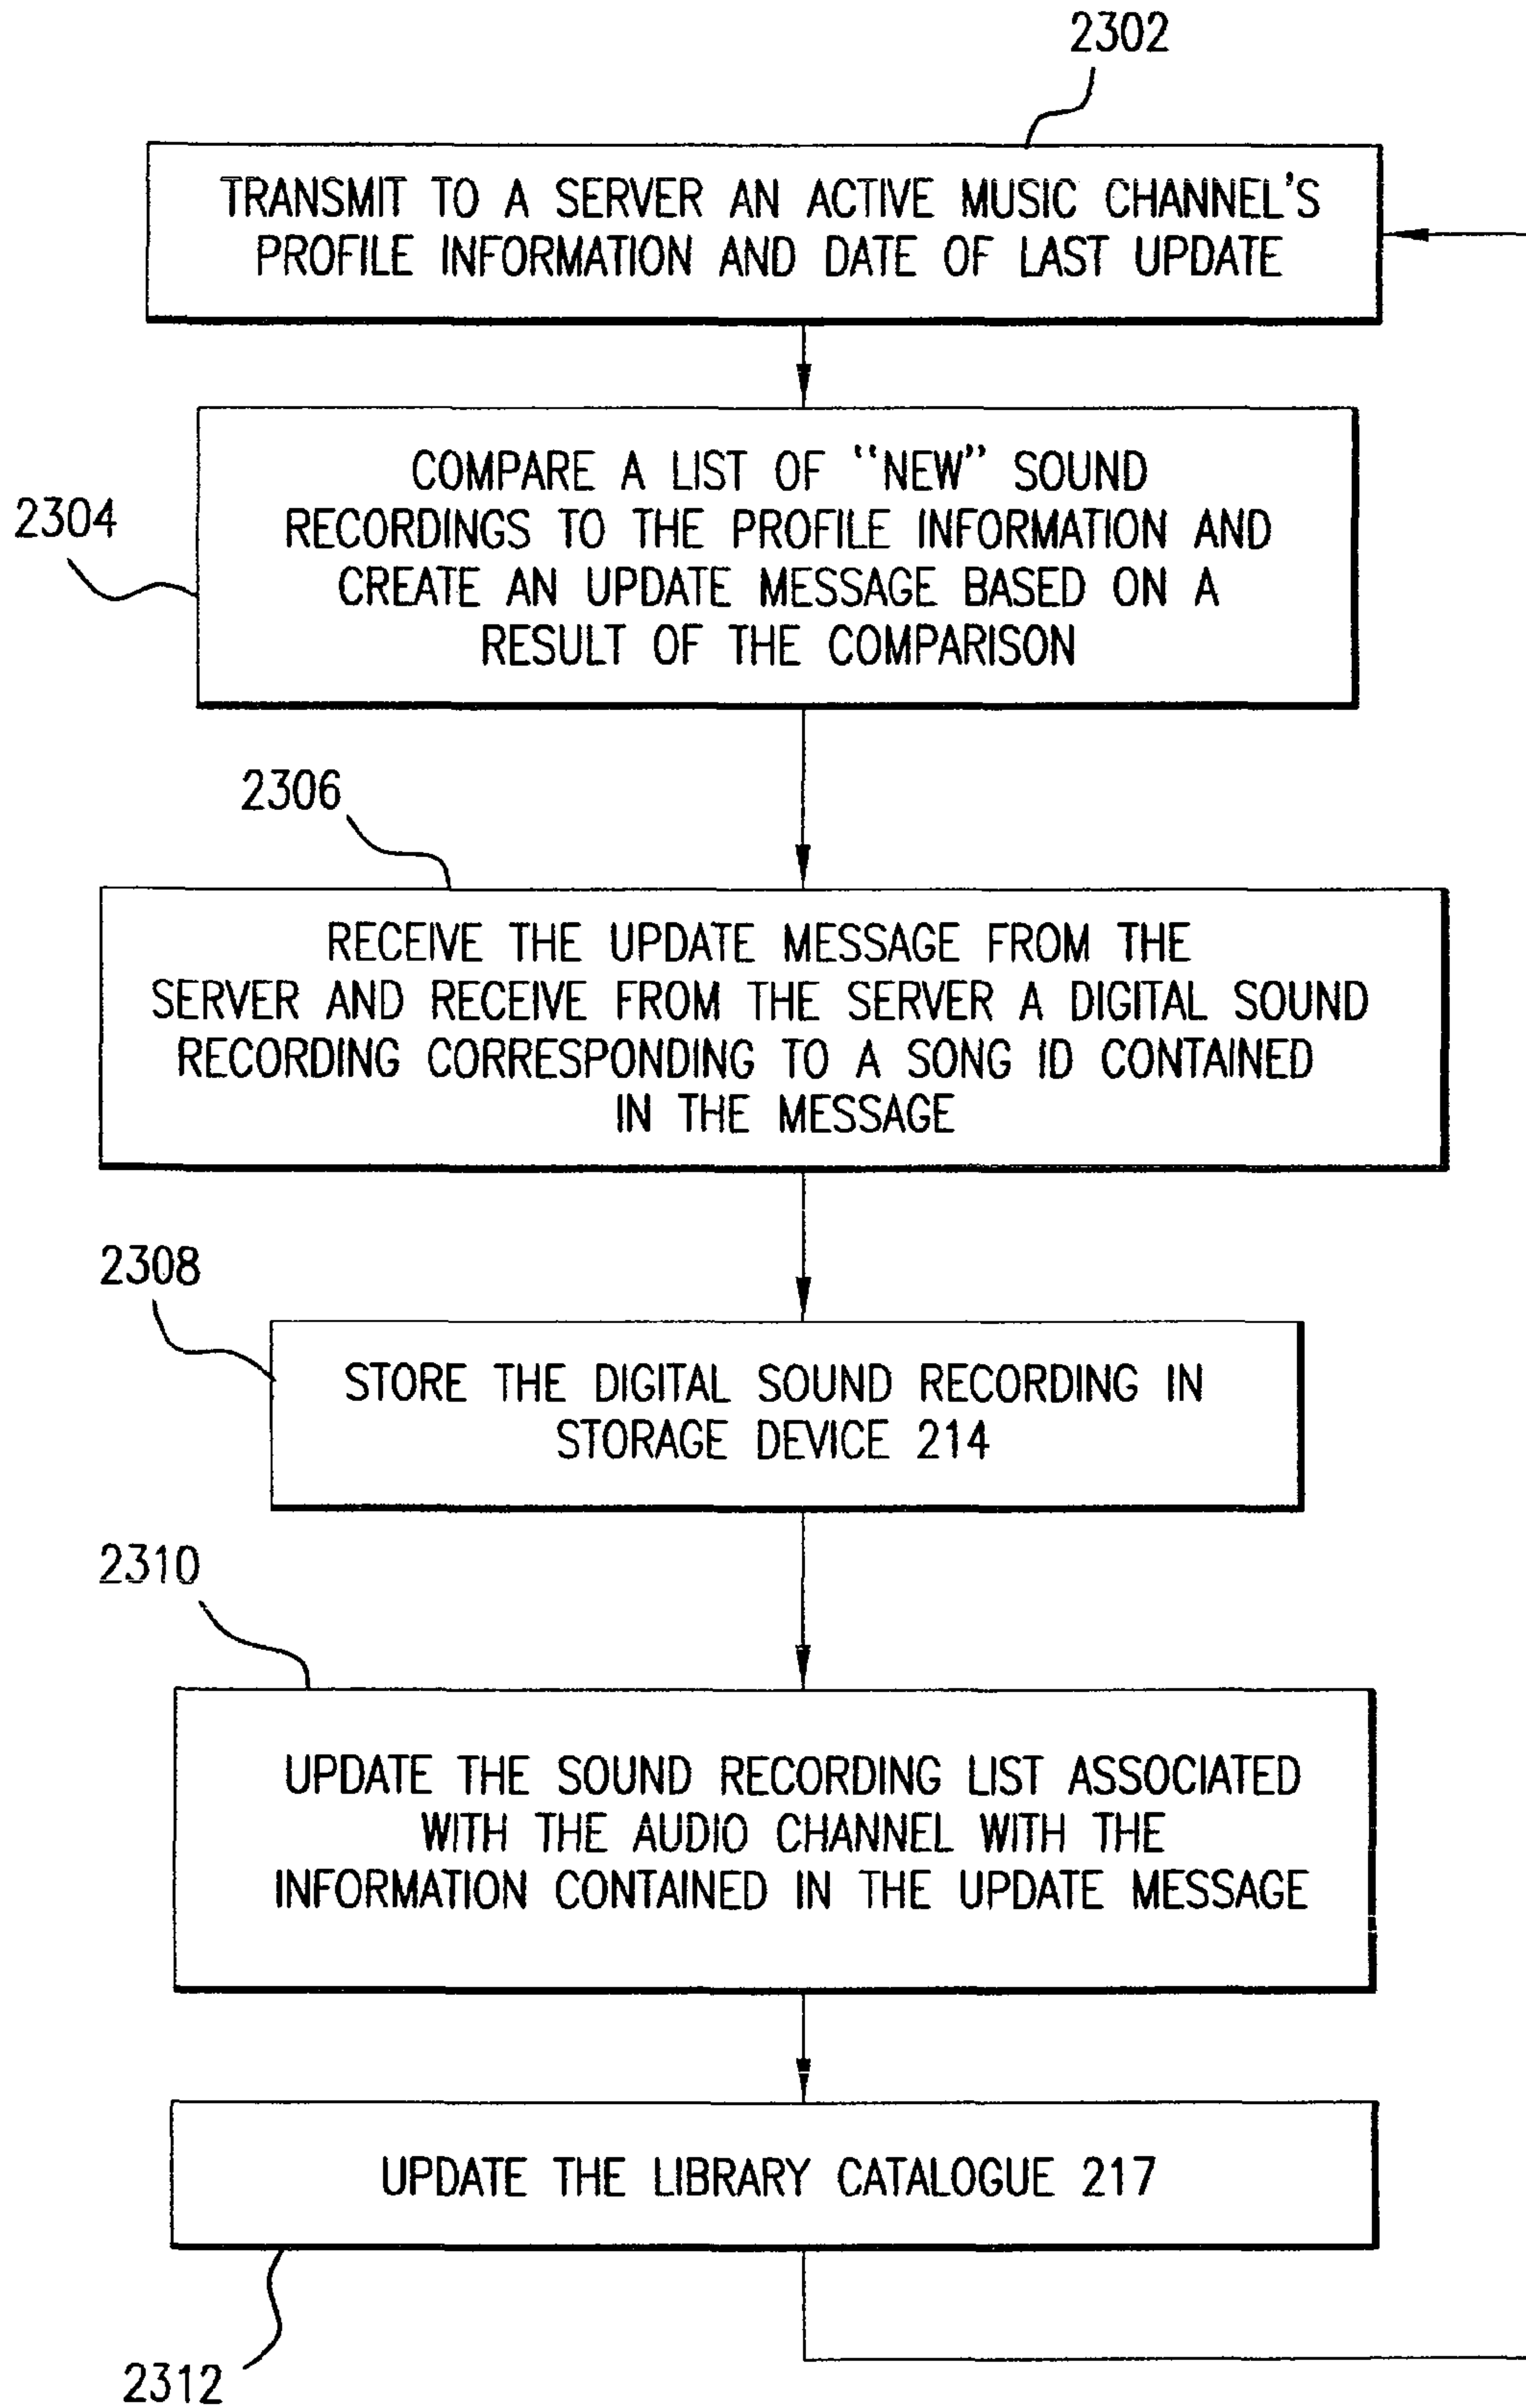 2302
TRANSMIT TO A SERVER AN ACTIVE MUSIC CHANNEL'S
PROFILE INFORMATION AND DATE OF LAST UPDATE
2304
COMPARE A LIST OF "NEW" SOUND
RECORDINGS TO THE PROFILE INFORMATION AND
CREATE AN UPDATE MESSAGE BASED ON A
RESULT OF THE COMPARISON
2306
RECEIVE THE UPDATE MESSAGE FROM THE
SERVER AND RECEIVE FROM THE SERVER A DIGITAL SOUND
RECORDING CORRESPONDING TO A SONG ID CONTAINED
IN THE MESSAGE
2308
STORE THE DIGITAL SOUND RECORDING IN
STORAGE DEVICE 214
2310
UPDATE THE SOUND RECORDING LIST ASSOCIATED
WITH THE AUDIO CHANNEL WITH THE
INFORMATION CONTAINED IN THE UPDATE MESSAGE
UPDATE THE LIBRARY CATALOGUE 217
2312